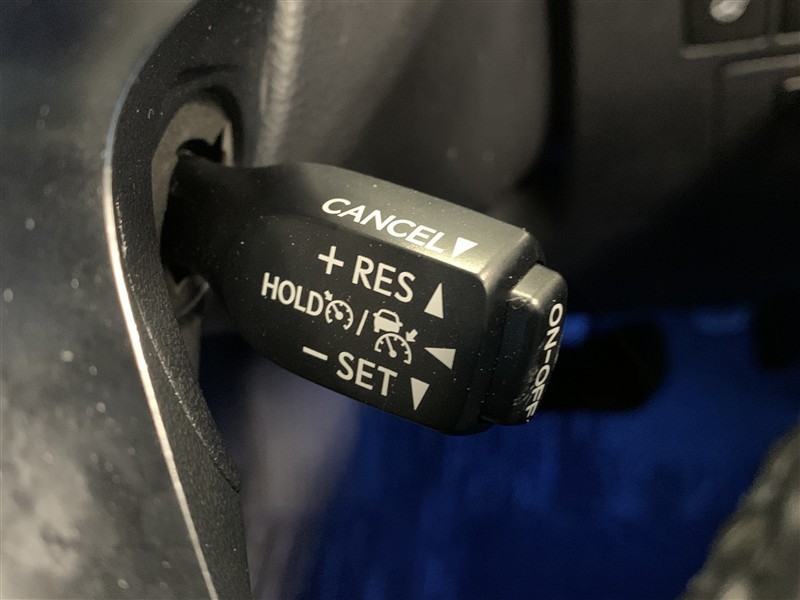 CANCEL▼
+ RES ▲
HOLD / ◀
− SET ▼
ON-OFF